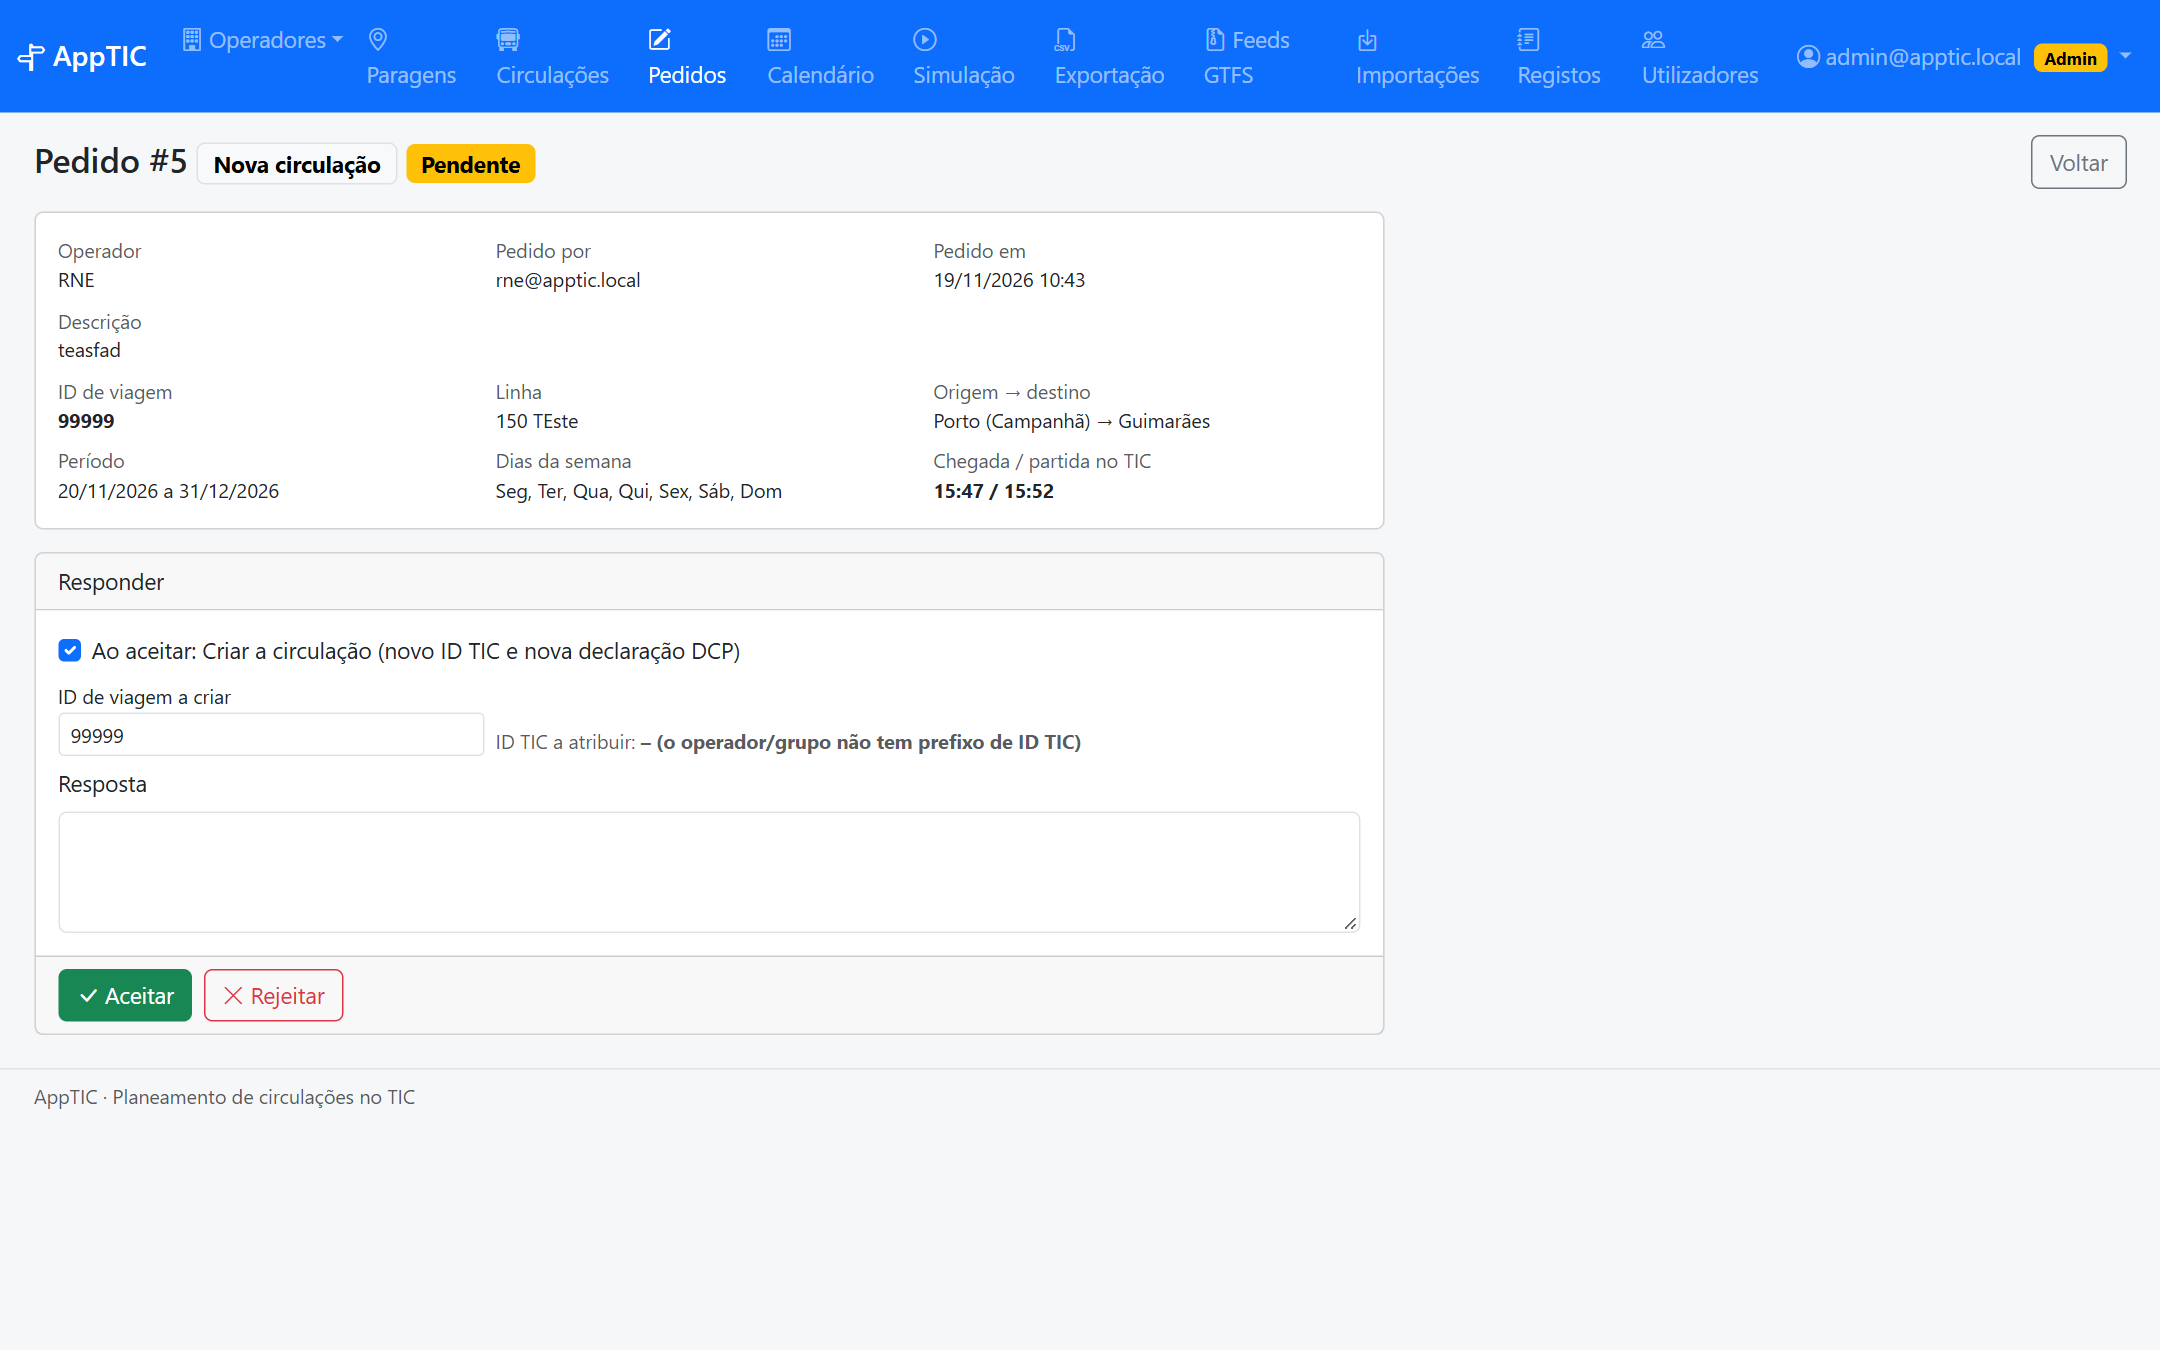 AppTIC
Operadores
Paragens
Circulações
Pedidos
Calendário
Simulação
Exportação
Feeds GTFS
Importações
Registos
Utilizadores
admin@apptic.local Admin
Pedido #5 Nova circulação Pendente
Voltar
Operador
RNE
Pedido por
rne@apptic.local
Pedido em
19/11/2026 10:43
Descrição
teasfad
ID de viagem
99999
Linha
150 TEste
Origem → destino
Porto (Campanhã) → Guimarães
Período
20/11/2026 a 31/12/2026
Dias da semana
Seg, Ter, Qua, Qui, Sex, Sáb, Dom
Chegada / partida no TIC
15:47 / 15:52
Responder
Ao aceitar: Criar a circulação (novo ID TIC e nova declaração DCP)
ID de viagem a criar
99999
ID TIC a atribuir: – (o operador/grupo não tem prefixo de ID TIC)
Resposta
Aceitar
Rejeitar
AppTIC · Planeamento de circulações no TIC